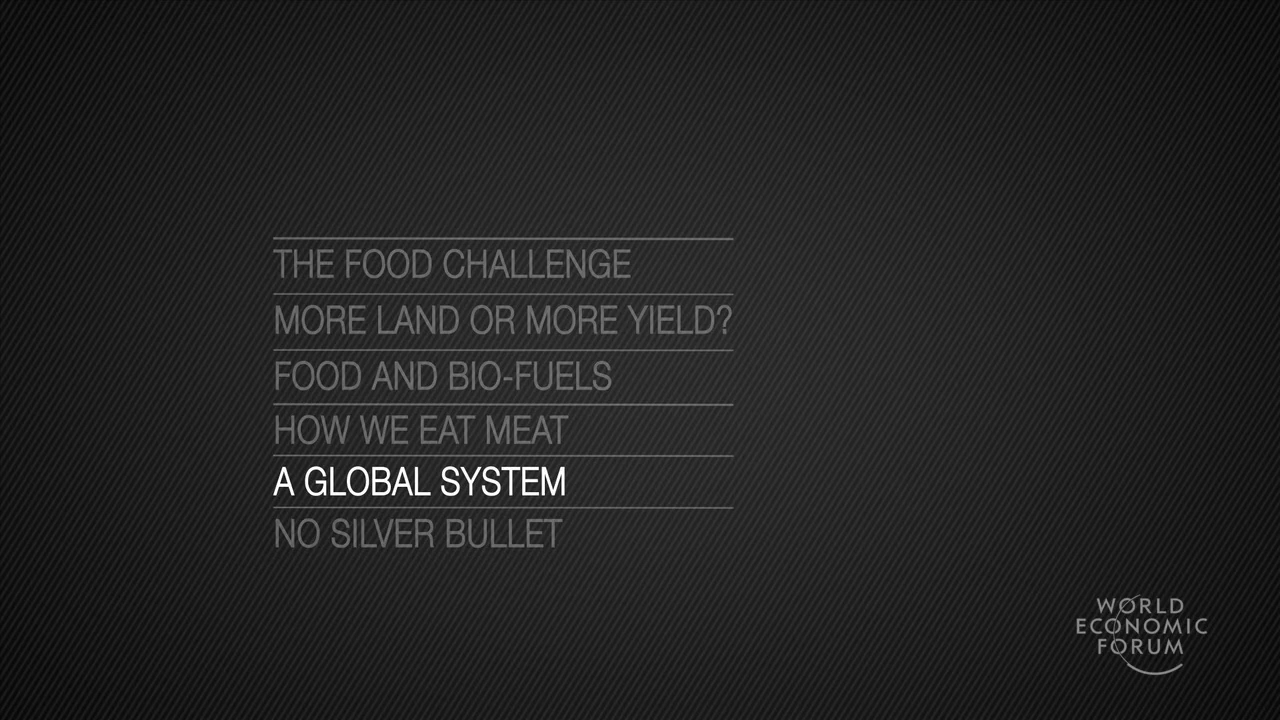 THE FOOD CHALLENGE
MORE LAND OR MORE YIELD?
FOOD AND BIO-FUELS
HOW WE EAT MEAT
A GLOBAL SYSTEM
NO SILVER BULLET
WORLD
ECONOMIC
FORUM